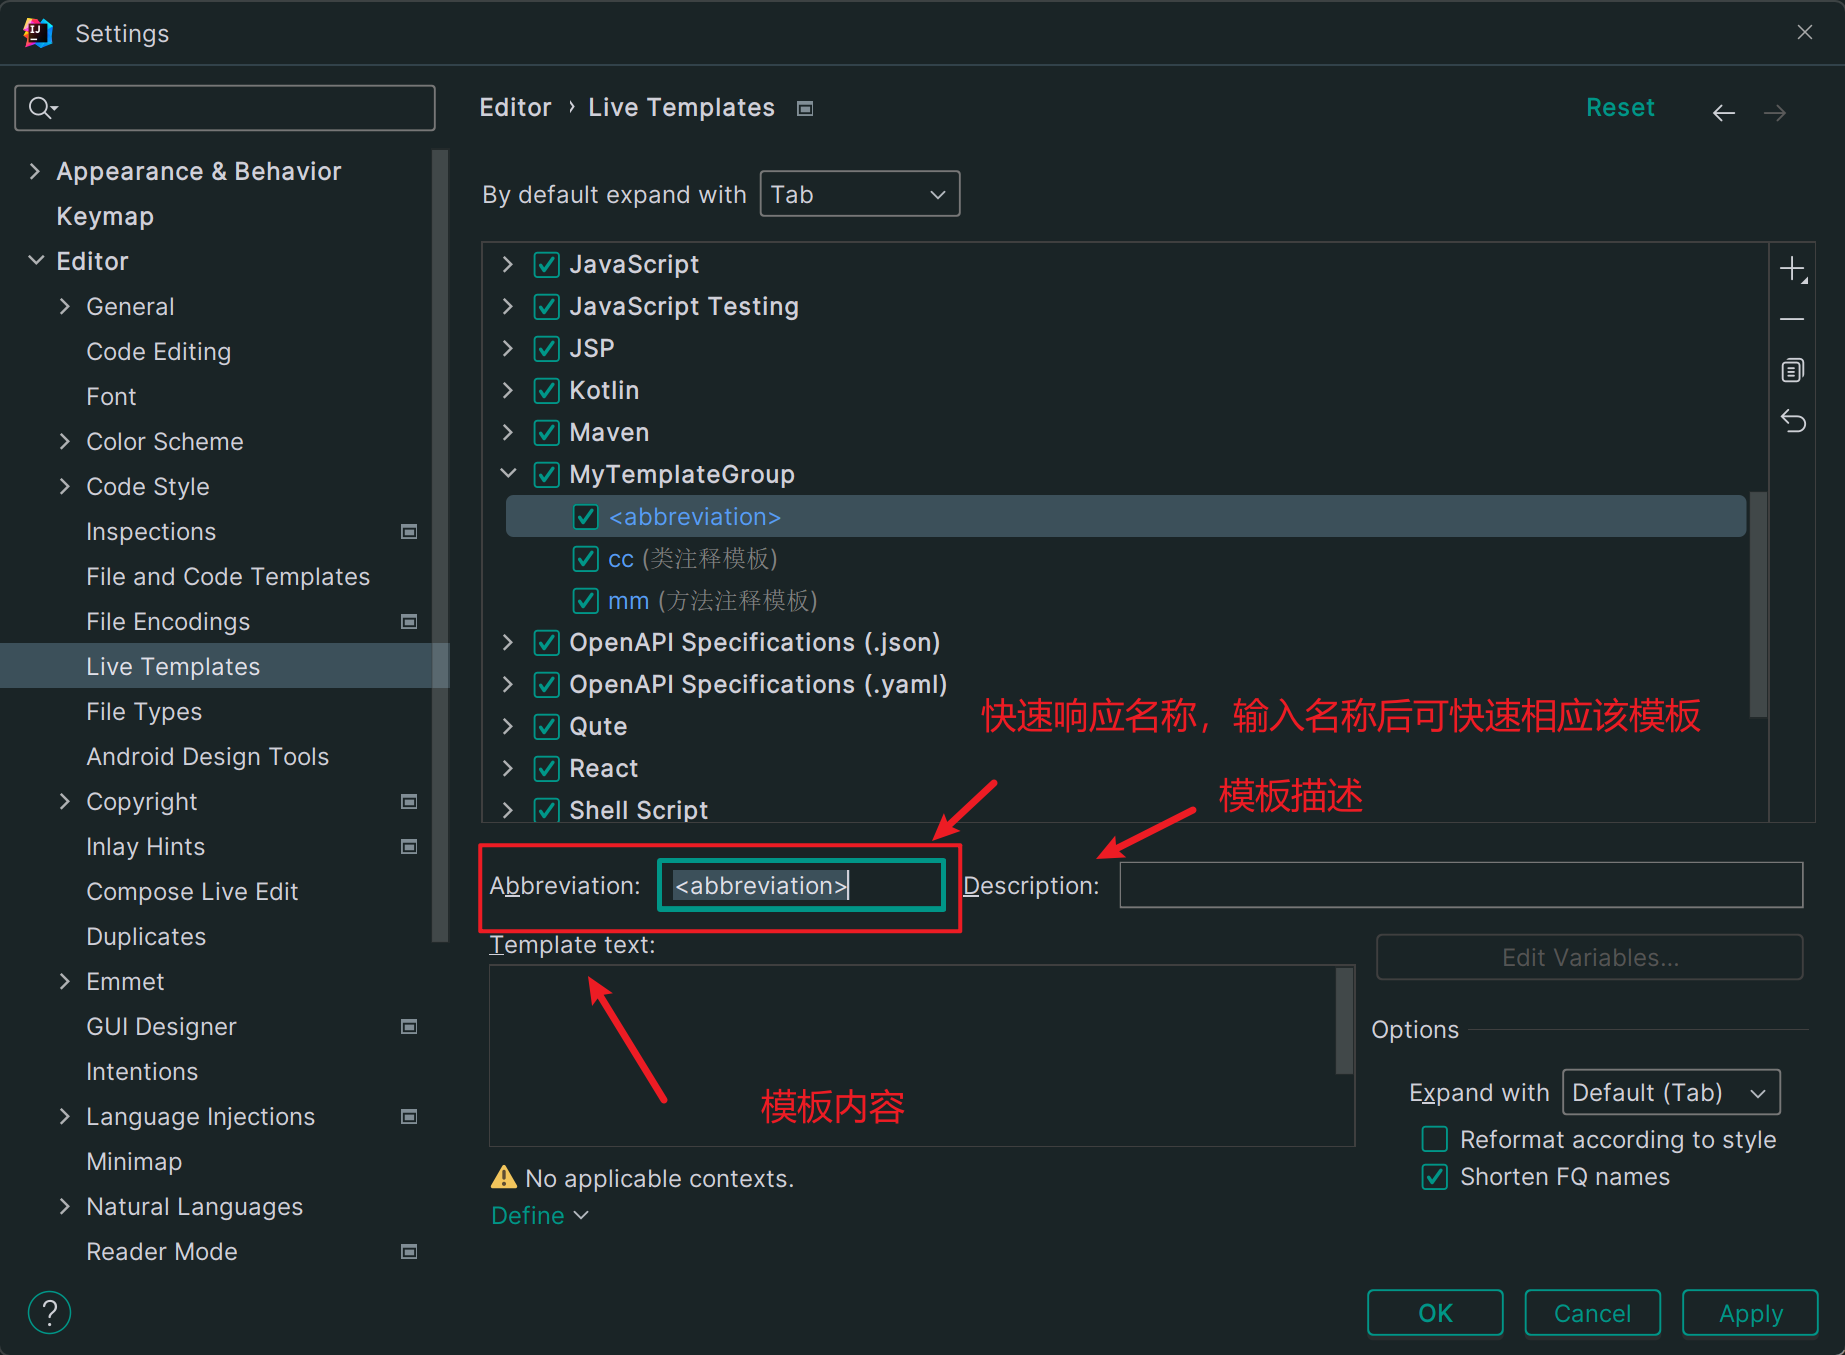 Settings
Editor › Live Templates
Reset
Appearance & Behavior
Keymap
Editor
General
Code Editing
Font
Color Scheme
Code Style
Inspections
File and Code Templates
File Encodings
Live Templates
File Types
Android Design Tools
Copyright
Inlay Hints
Compose Live Edit
Duplicates
Emmet
GUI Designer
Intentions
Language Injections
Minimap
Natural Languages
Reader Mode
By default expand with Tab
JavaScript
JavaScript Testing
JSP
Kotlin
Maven
MyTemplateGroup
<abbreviation>
cc (类注释模板)
mm (方法注释模板)
OpenAPI Specifications (.json)
OpenAPI Specifications (.yaml)
Qute
React
Shell Script
快速响应名称，输入名称后可快速相应该模板
模板描述
Abbreviation: <abbreviation> Description:
Template text:
模板内容
Edit Variables...
Options
Expand with Default (Tab)
Reformat according to style
Shorten FQ names
No applicable contexts.
Define
?
OK Cancel Apply